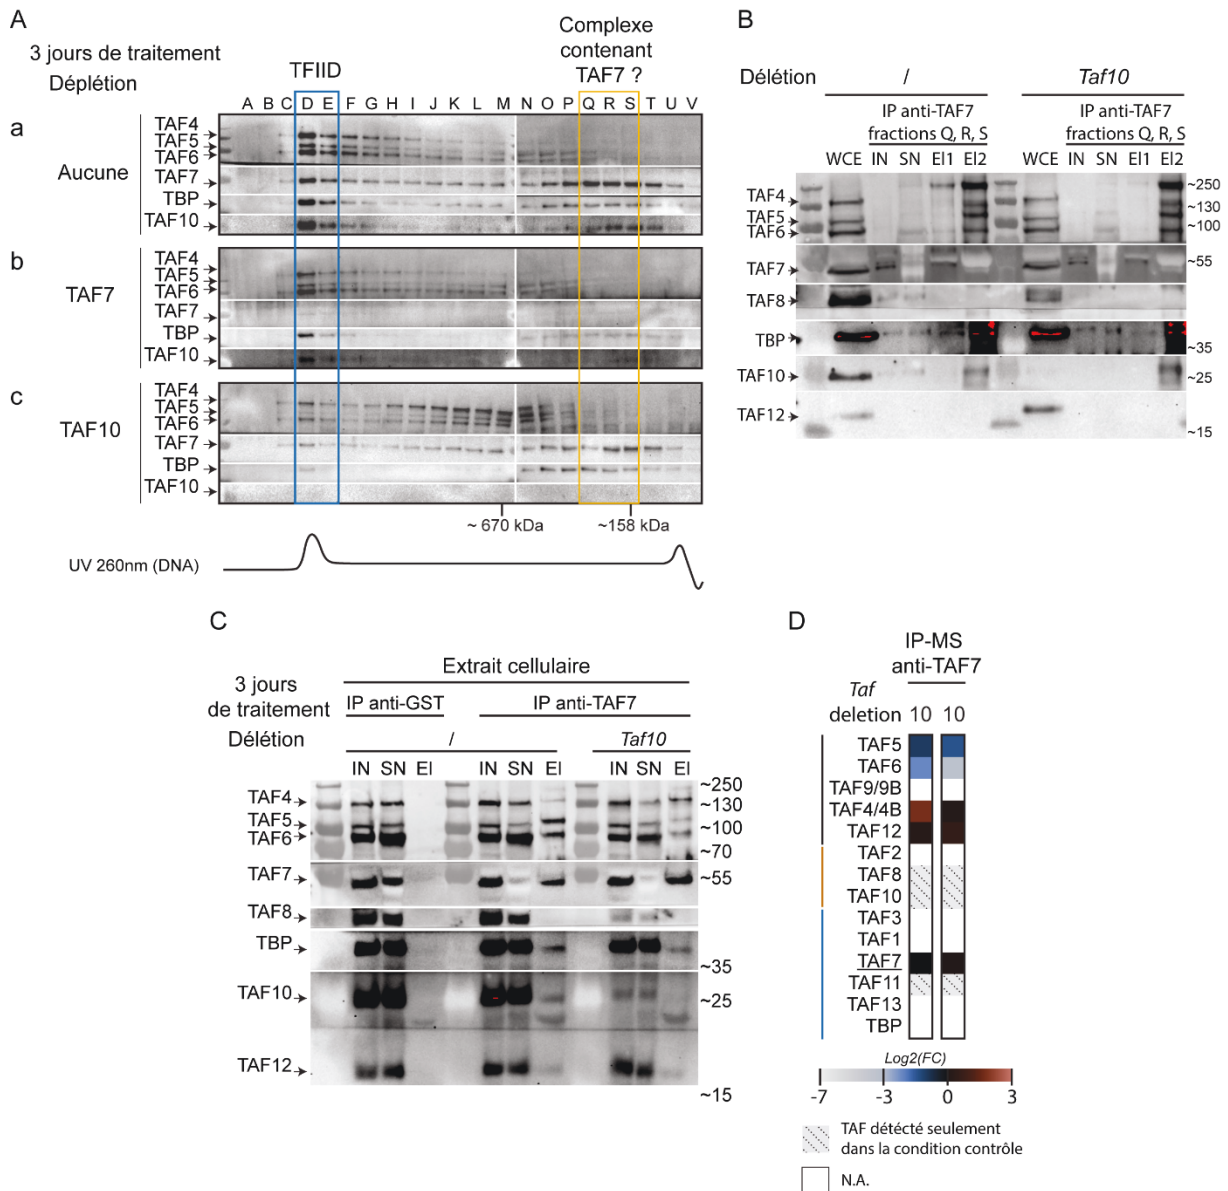 A
3 jours de traitement
Déplétion
TFIID
Complexe
contenant
TAF7 ?
A B C D E F G H I J K L M N O P Q R S T U V
a
Aucune
TAF4
TAF5
TAF6
TAF7
TBP
TAF10
b
TAF7
TAF4
TAF5
TAF6
TAF7
TBP
TAF10
c
TAF10
TAF4
TAF5
TAF6
TAF7
TBP
TAF10
~ 670 kDa
~158 kDa
UV 260nm (DNA)
B
Délétion / Taf10
IP anti-TAF7 IP anti-TAF7
fractions Q, R, S fractions Q, R, S
WCE IN SN El1 El2 WCE IN SN El1 El2
TAF4
TAF5
TAF6
TAF7
TAF8
TBP
TAF10
TAF12
~250
~130
~100
~55
~35
~25
~15
C
Extrait cellulaire
3 jours
de traitement
IP anti-GST IP anti-TAF7
Délétion / Taf10
IN SN El IN SN El IN SN El
TAF4
TAF5
TAF6
TAF7
TAF8
TBP
TAF10
TAF12
~250
~130
~100
~70
~55
~35
~25
~15
D
IP-MS
anti-TAF7
Taf
deletion 10 10
TAF5
TAF6
TAF9/9B
TAF4/4B
TAF12
TAF2
TAF8
TAF10
TAF3
TAF1
TAF7
TAF11
TAF13
TBP
Log2(FC)
-7 -3 0 3
TAF détécté seulement
dans la condition contrôle
N.A.